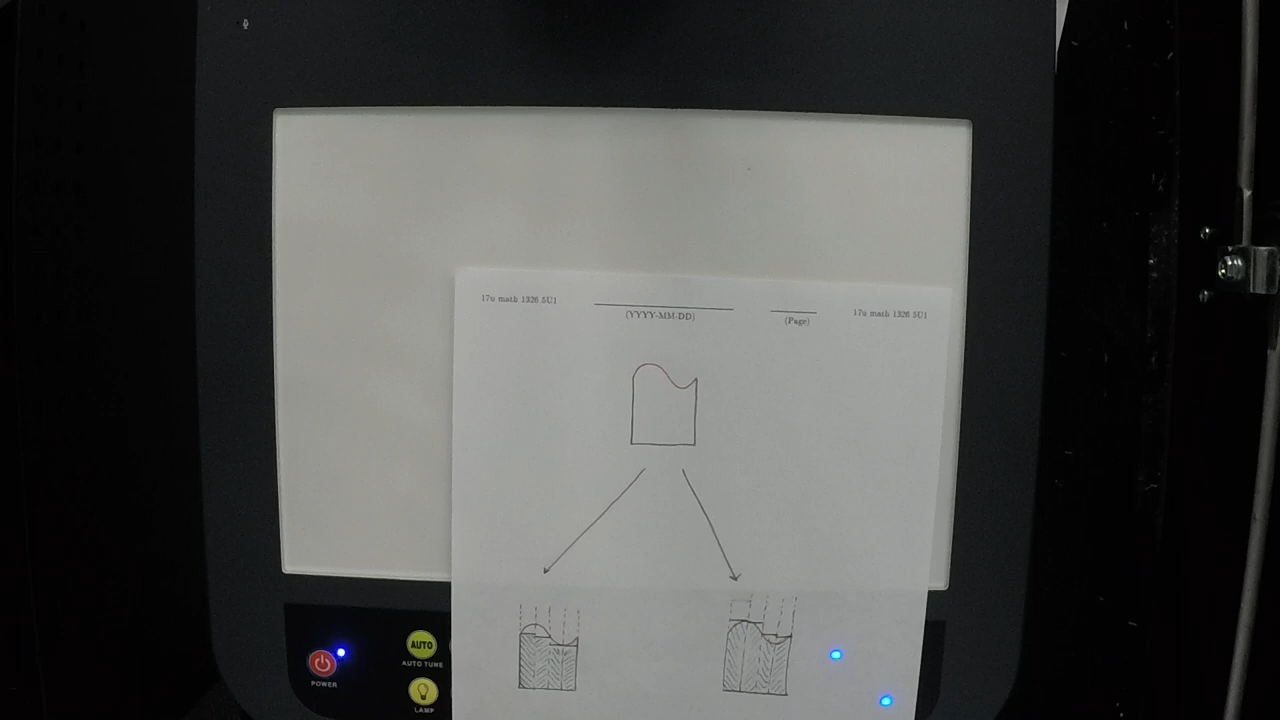 17u math 1326 5U1
(YYYY-MM-DD)
(Page)
17u math 1326 5U1
POWER
AUTO
AUTO TUNE
LAMP